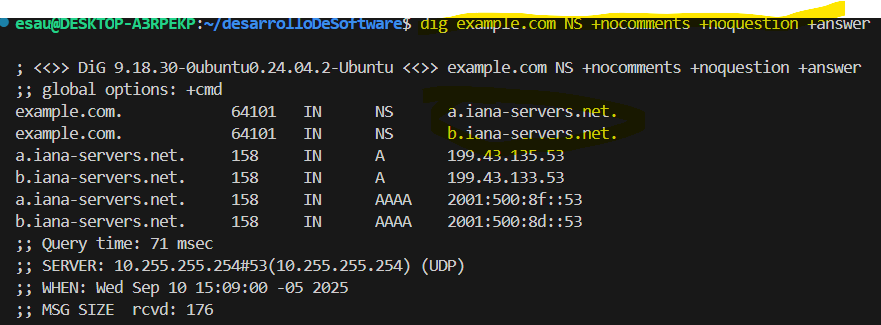 esau@DESKTOP-A3RPEKP:~/desarrolloDeSoftware$ dig example.com NS +nocomments +noquestion +answer
; <<>> DiG 9.18.30-0ubuntu0.24.04.2-Ubuntu <<>> example.com NS +nocomments +noquestion +answer
;; global options: +cmd
example.com. 64101 IN NS a.iana-servers.net.
example.com. 64101 IN NS b.iana-servers.net.
a.iana-servers.net. 158 IN A 199.43.135.53
b.iana-servers.net. 158 IN A 199.43.133.53
a.iana-servers.net. 158 IN AAAA 2001:500:8f::53
b.iana-servers.net. 158 IN AAAA 2001:500:8d::53
;; Query time: 71 msec
;; SERVER: 10.255.255.254#53(10.255.255.254) (UDP)
;; WHEN: Wed Sep 10 15:09:00 -05 2025
;; MSG SIZE rcvd: 176